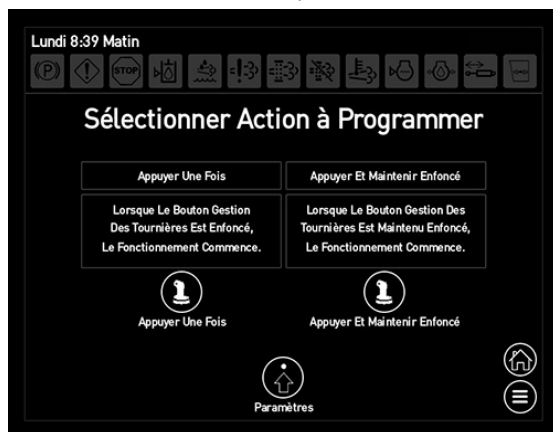 Lundi 8:39 Matin
STOP
Sélectionner Action à Programmer
Appuyer Une Fois
Appuyer Et Maintenir Enfoncé
Lorsque Le Bouton Gestion
Des Tournières Est Enfoncé,
Le Fonctionnement Commence.
Lorsque Le Bouton Gestion Des
Tournières Est Maintenu Enfoncé,
Le Fonctionnement Commence.
Appuyer Une Fois
Appuyer Et Maintenir Enfoncé
Paramètres